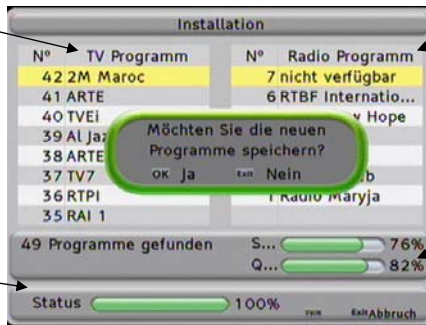 Installation
Nº TV Programm
Nº Radio Programm
42 2M Maroc
7 nicht verfügbar
41 ARTE
6 RTBF Internatio...
40 TVEi
Hope
39 Al Jaz
38 ARTE
37 TV7
36 RTPI
1 Radio Maryja
35 RAI 1
Möchten Sie die neuen
Programme speichern?
OK Ja
Exit Nein
49 Programme gefunden
S... 76%
Q... 82%
Status 100%
Exit Abbruch